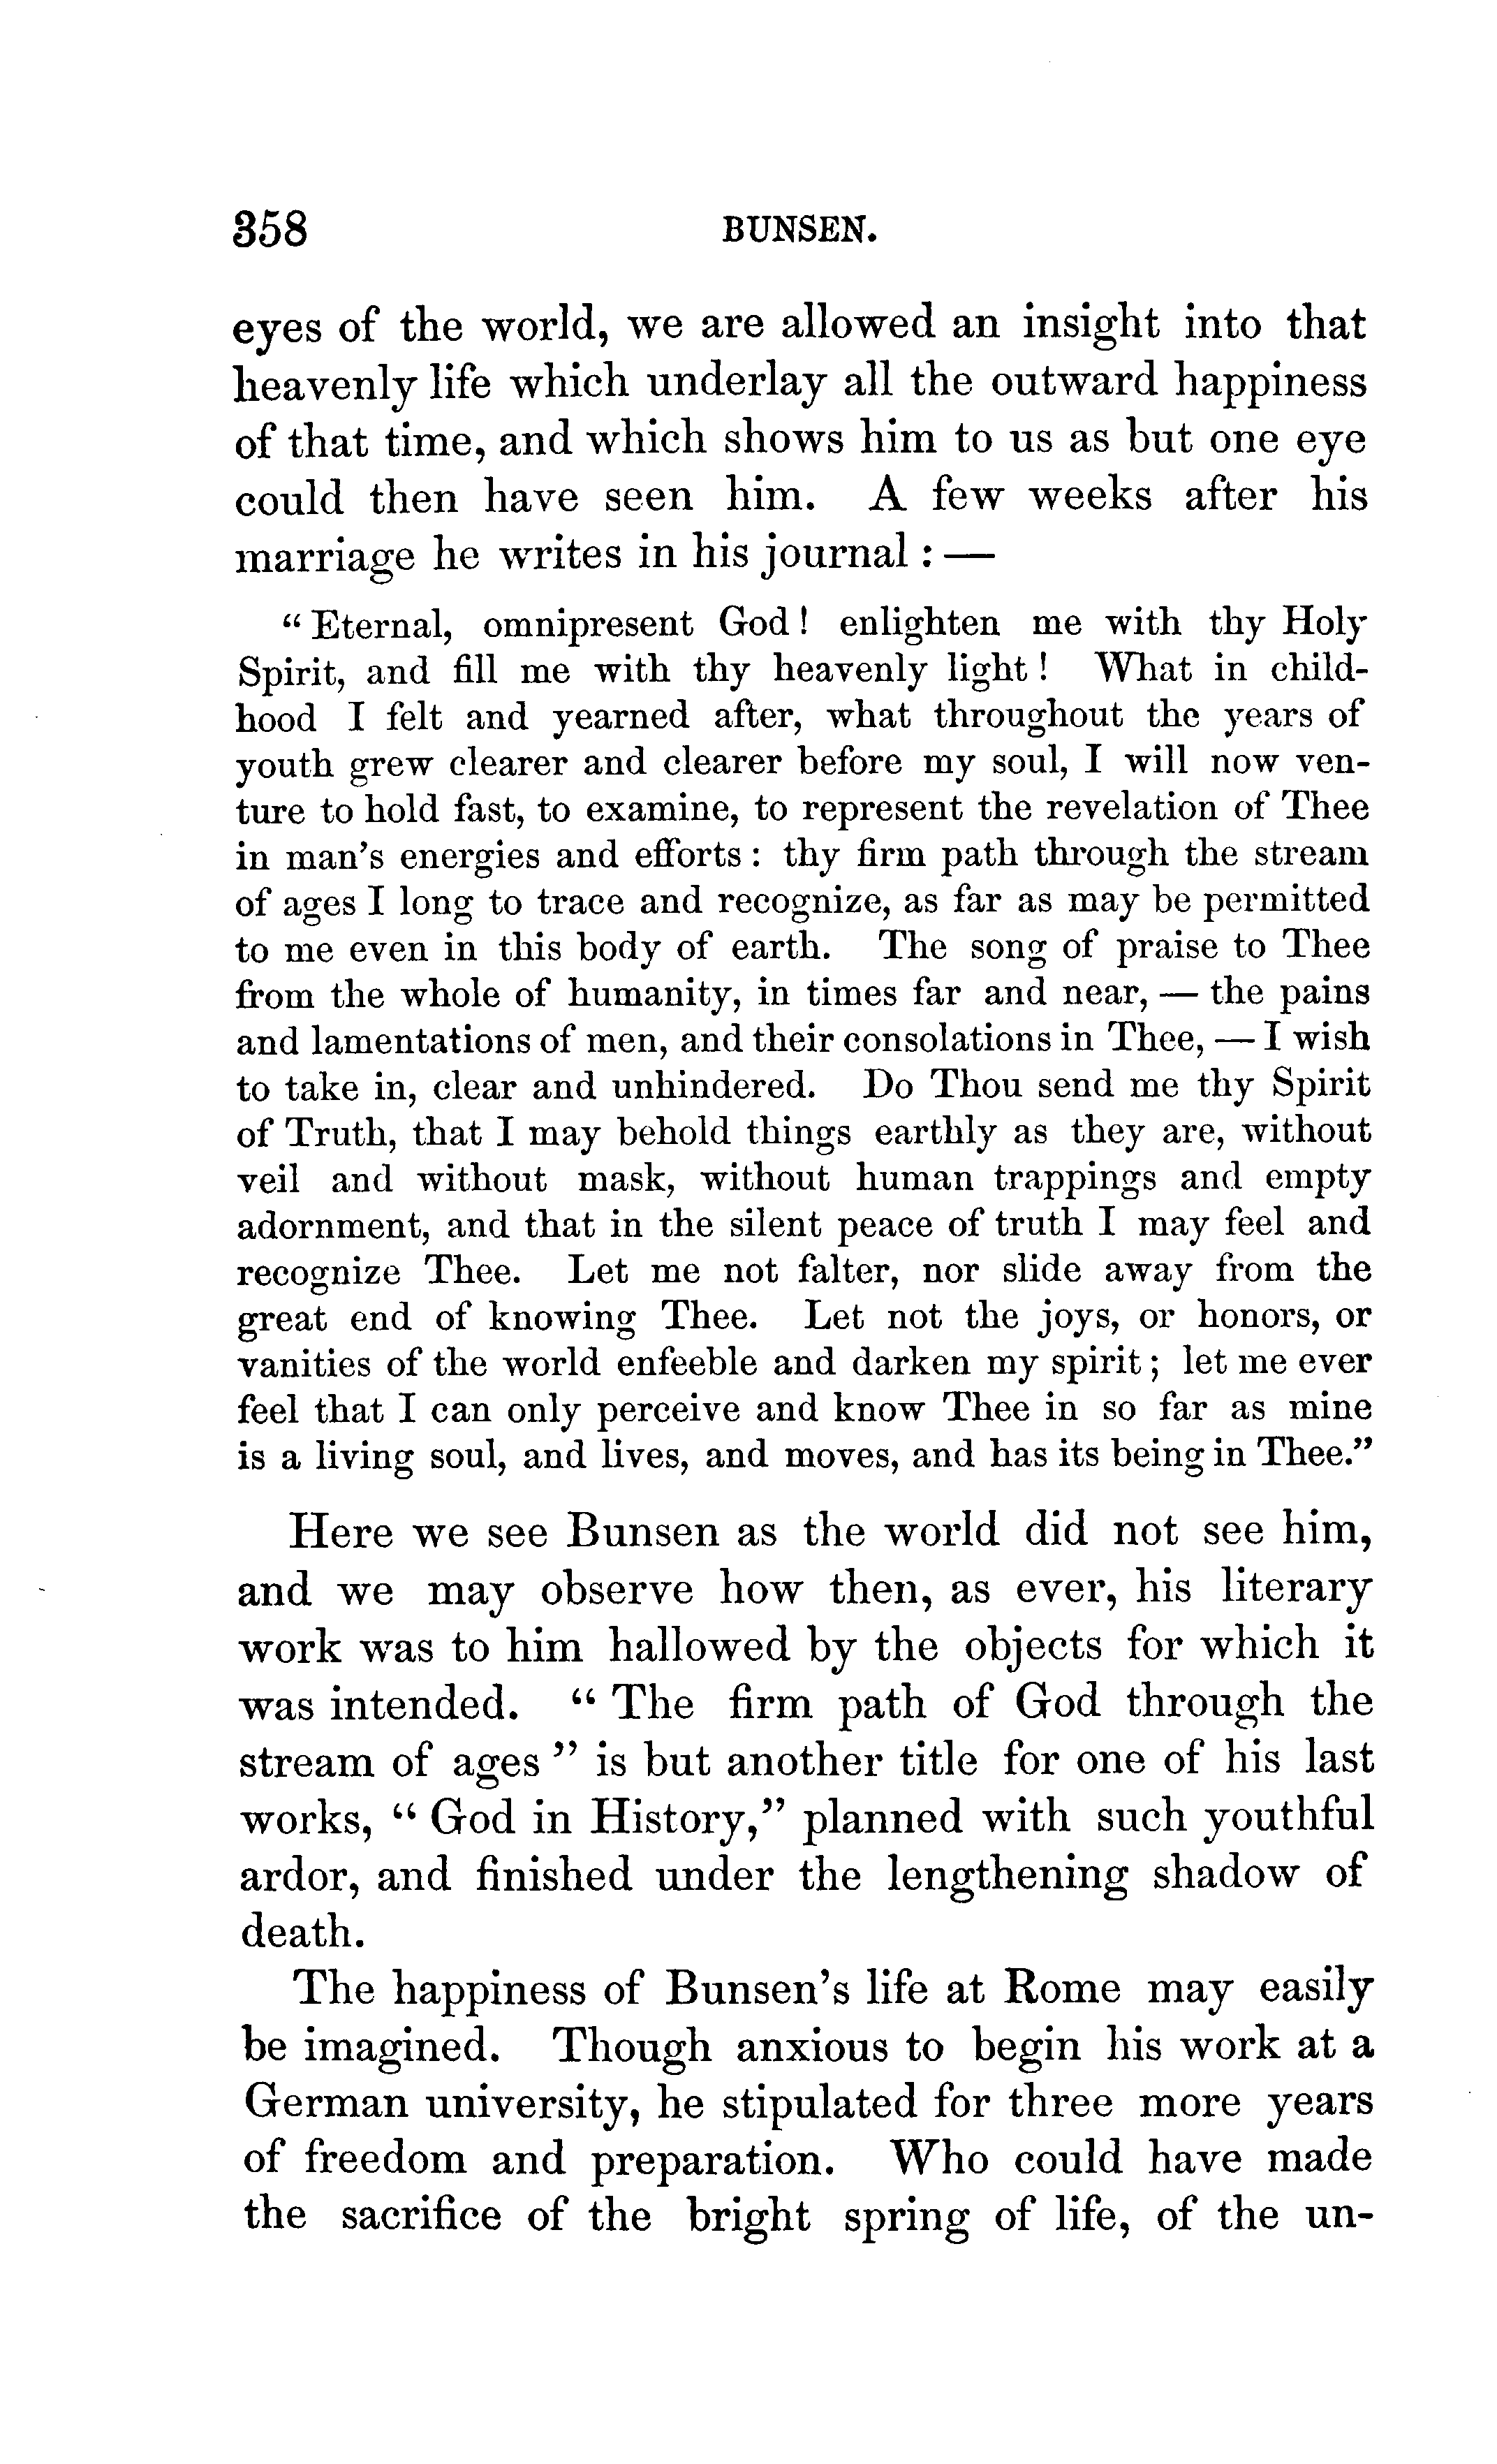 358 BUNSEN.
eyes of the world, we are allowed an insight into that
heavenly life which underlay all the outward happiness
of that time, and which shows him to us as but one eye
could then have seen him. A few weeks after his
marriage he writes in his journal : —
“ Eternal, omnipresent God ! enlighten me with thy Holy
Spirit, and fill me with thy heavenly light ! What in child-
hood I felt and yearned after, what throughout the years of
youth grew clearer and clearer before my soul, I will now ven-
ture to hold fast, to examine, to represent the revelation of Thee
in man’s energies and efforts : thy firm path through the stream
of ages I long to trace and recognize, as far as may be permitted
to me even in this body of earth. The song of praise to Thee
from the whole of humanity, in times far and near, — the pains
and lamentations of men, and their consolations in Thee, — I wish
to take in, clear and unhindered. Do Thou send me thy Spirit
of Truth, that I may behold things earthly as they are, without
veil and without mask, without human trappings and empty
adornment, and that in the silent peace of truth I may feel and
recognize Thee. Let me not falter, nor slide away from the
great end of knowing Thee. Let not the joys, or honors, or
vanities of the world enfeeble and darken my spirit ; let me ever
feel that I can only perceive and know Thee in so far as mine
is a living soul, and lives, and moves, and has its being in Thee.”
Here we see Bunsen as the world did not see him,
and we may observe how then, as ever, his literary
work was to him hallowed by the objects for which it
was intended. “ The firm path of God through the
stream of ages ” is but another title for one of his last
works, “ God in History,” planned with such youthful
ardor, and finished under the lengthening shadow of
death.
The happiness of Bunsen’s life at Rome may easily
be imagined. Though anxious to begin his work at a
German university, he stipulated for three more years
of freedom and preparation. Who could have made
the sacrifice of the bright spring of life, of the un-